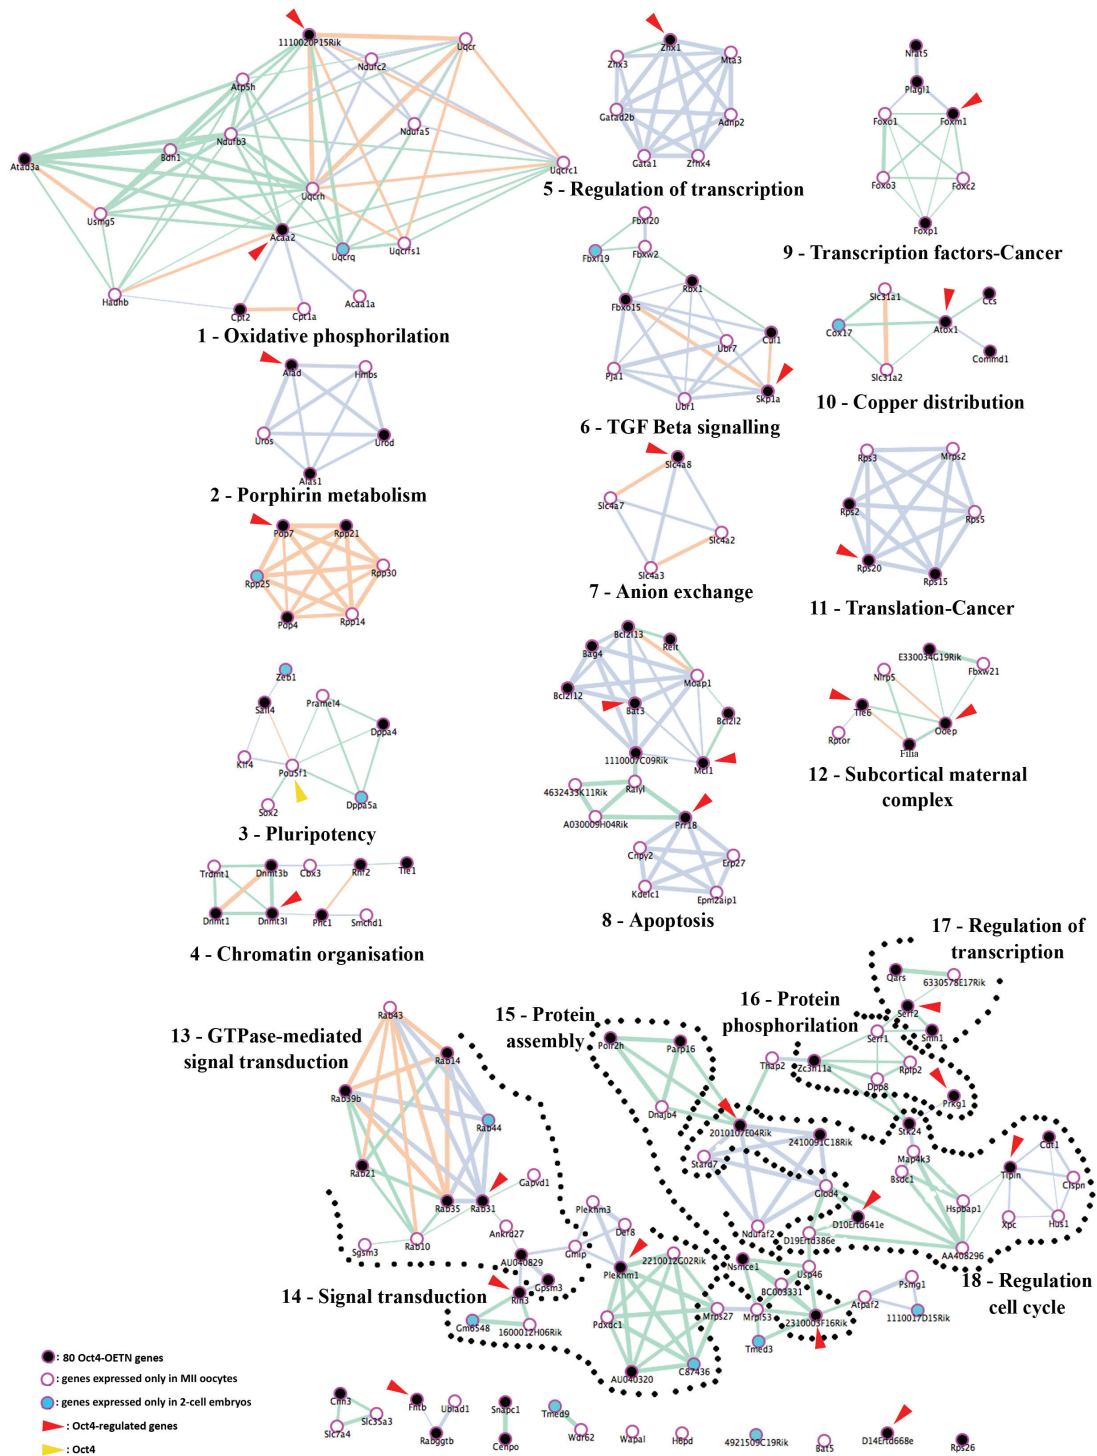 1110020P15Rik
Uqcr
Ndufc2
Atp5h
Ndufa5
Ndufb3
Bdh1
Atad3a
Uqcrc1
Uqcrh
Usmg5
Acaa2
Uqcrq
Uqcrfs1
Hadhb
Cpt2
Cpt1a
Acaa1a
1 - Oxidative phosphorilation
Alad
Hmbs
Uros
Urod
Alas1
2 - Porphirin metabolism
Pop7
Rpp21
Rpp30
Rpp25
Pop4
Rpp14
Zeb1
Sall4
Pramel4
Dppa4
Klf4
Pou5f1
Sox2
Dppa5a
3 - Pluripotency
Trdmt1
Dnmt3b
Cbx3
Rnf2
Tle1
Dnmt1
Dnmt3l
Phc1
Smchd1
4 - Chromatin organisation
Zhx1
Zhx3
Mta3
Gatad2b
Adnp2
Gata1
Zfhx4
5 - Regulation of transcription
Fbxl20
Fbxl19
Fbxw2
Rbx1
Fbxo15
Cul1
Ubr7
Pja1
Ubr1
Skp1a
6 - TGF Beta signalling
Slc4a8
Slc4a7
Slc4a2
Slc4a3
7 - Anion exchange
Bcl2l13
Relt
Bag4
Moap1
Bcl2l12
Bat3
Bcl2l2
1110007C09Rik
Mcl1
4632433K11Rik
Ralyl
A030009H04Rik
Prr18
Cnpy2
Erp27
Kdelc1
Epm2aip1
8 - Apoptosis
Nfat5
Plagl1
Foxo1
Foxm1
Foxo3
Foxc2
Foxp1
9 - Transcription factors-Cancer
Slc31a1
Ccs
Cox17
Atox1
Commd1
Slc31a2
10 - Copper distribution
Rps3
Mrps2
Rps2
Rps5
Rps20
Rps15
11 - Translation-Cancer
E330034G19Rik
Nlrp5
Fbxw21
Tle6
Ooep
Rptor
Filia
12 - Subcortical maternal
complex
13 - GTPase-mediated
signal transduction
Rab43
Rab14
Rab39b
Rab44
Rab21
Rab35
Rab31
Gapvd1
Sgsm3
Rab10
Ankrd27
14 - Signal transduction
Plekhm3
Def8
Gmip
AU040829
Gpsm3
Rin3
Gm6548
1600012H06Rik
15 - Protein
assembly
Polr2h
Parp16
Dnajb4
2010107E04Rik
2410091C18Rik
Stard7
Glod4
Ndufaf2
D10Ertd641e
D19Ertd386e
Plekhm1
2210012G02Rik
Nsmce1
Usp46
BC003331
Pdxdc1
Mrps27
Mrpl53
2310003F16Rik
Atpaf2
Psmg1
1110017D15Rik
Tmed3
AU040320
C87436
16 - Protein
phosphorilation
Thap2
Zc3h11a
Serf1
Rplp2
Dpp8
Prkg1
Stk24
17 - Regulation of
transcription
Qars
6330578E17Rik
Serf2
Smn1
Map4k3
Bsdc1
Hspbap1
AA408296
Tipin
Cdt1
Clspn
Xpc
Hus1
18 - Regulation
cell cycle
: 80 Oct4-OETN genes
: genes expressed only in MII oocytes
: genes expressed only in 2-cell embryos
: Oct4-regulated genes
: Oct4
Cnn3
Slc7a4
Slc35a3
Fntb
Ubiad1
Rabggtb
Snapc1
Cenpo
Tmed9
Wdr62
Wapal
H6pd
4921509C19Rik
Bat5
D14Ertd668e
Rps26